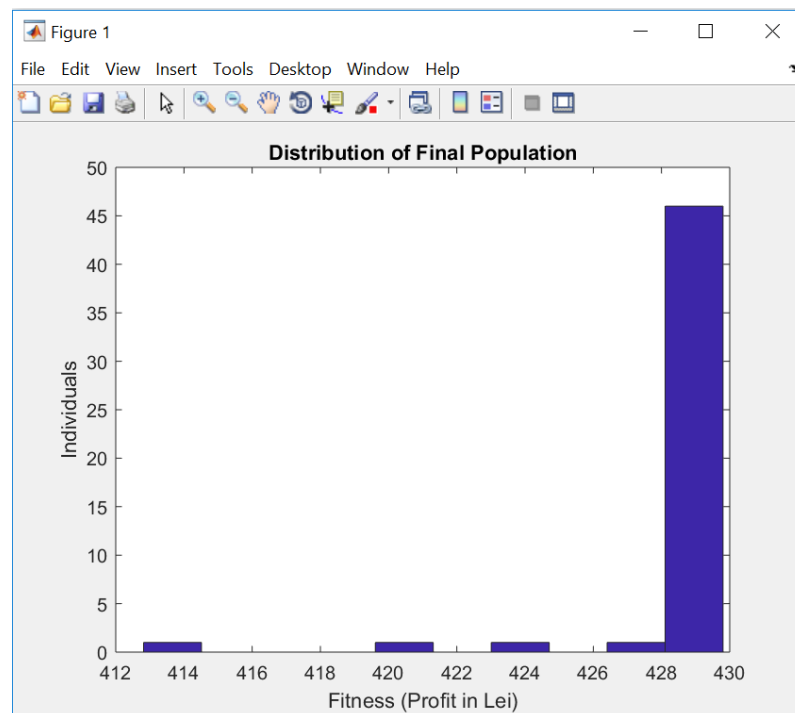 Figure 1
File Edit View Insert Tools Desktop Window Help
Distribution of Final Population
50
45
40
35
30
25
20
15
10
5
0
Individuals
412 414 416 418 420 422 424 426 428 430
Fitness (Profit in Lei)